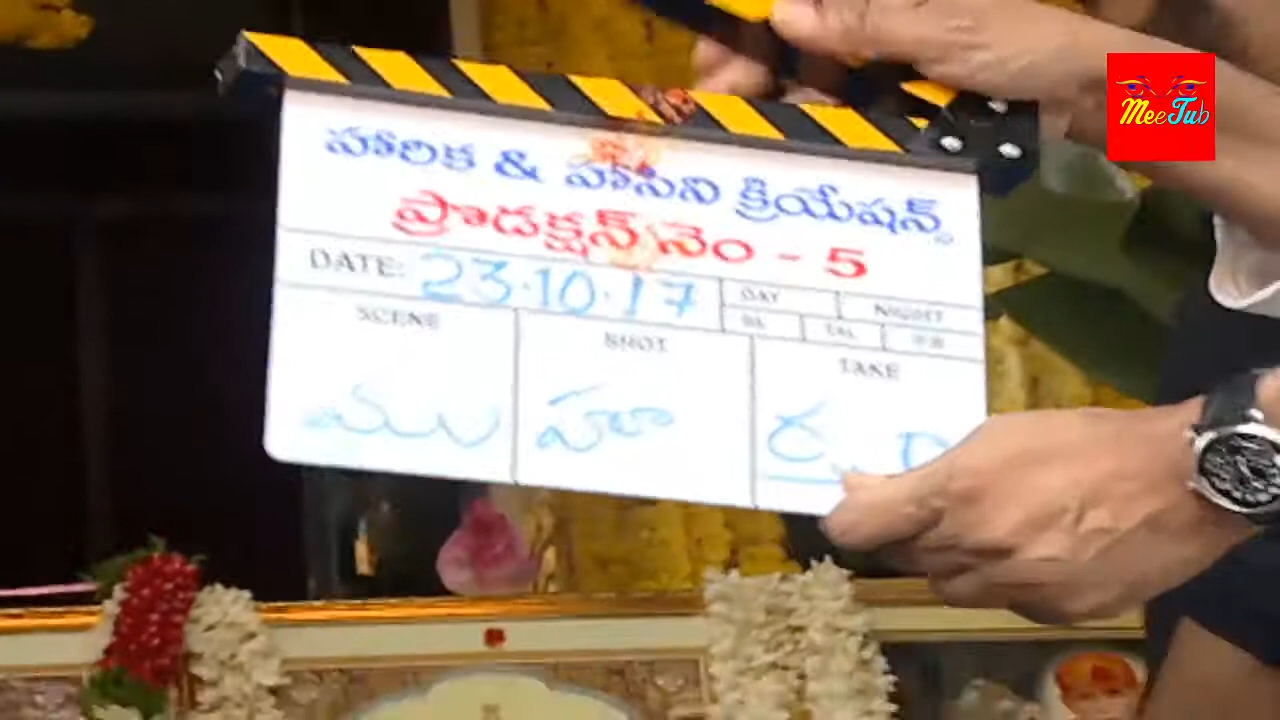 హారిక & హాసిని క్రియేషన్స్
ప్రొడక్షన్ నెం - 5
DATE: 23·10·17
DAY
NIGHT
SCENE
SHOT
TAKE
ము
హూ
MeeTub